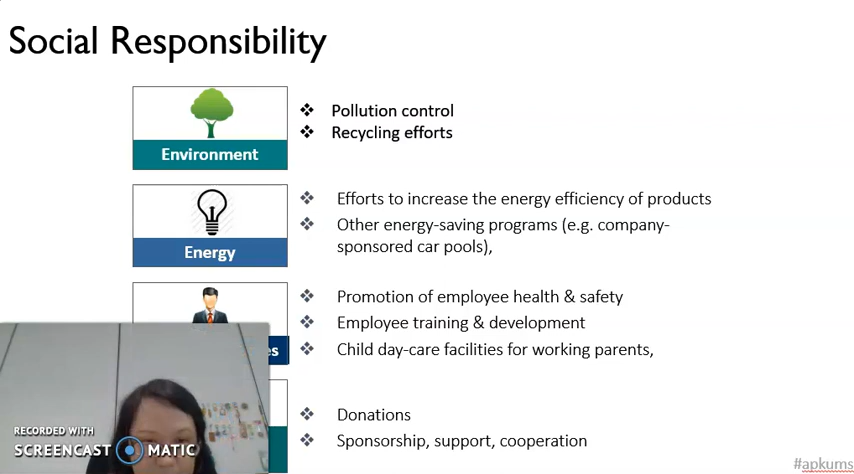 Social Responsibility
❖ Pollution control
❖ Recycling efforts
Environment
❖ Efforts to increase the energy efficiency of products
❖ Other energy-saving programs (e.g. company-
sponsored car pools),
Energy
❖ Promotion of employee health & safety
❖ Employee training & development
❖ Child day-care facilities for working parents,
es
❖ Donations
❖ Sponsorship, support, cooperation
RECORDED WITH
SCREENCAST MATIC
#apkums